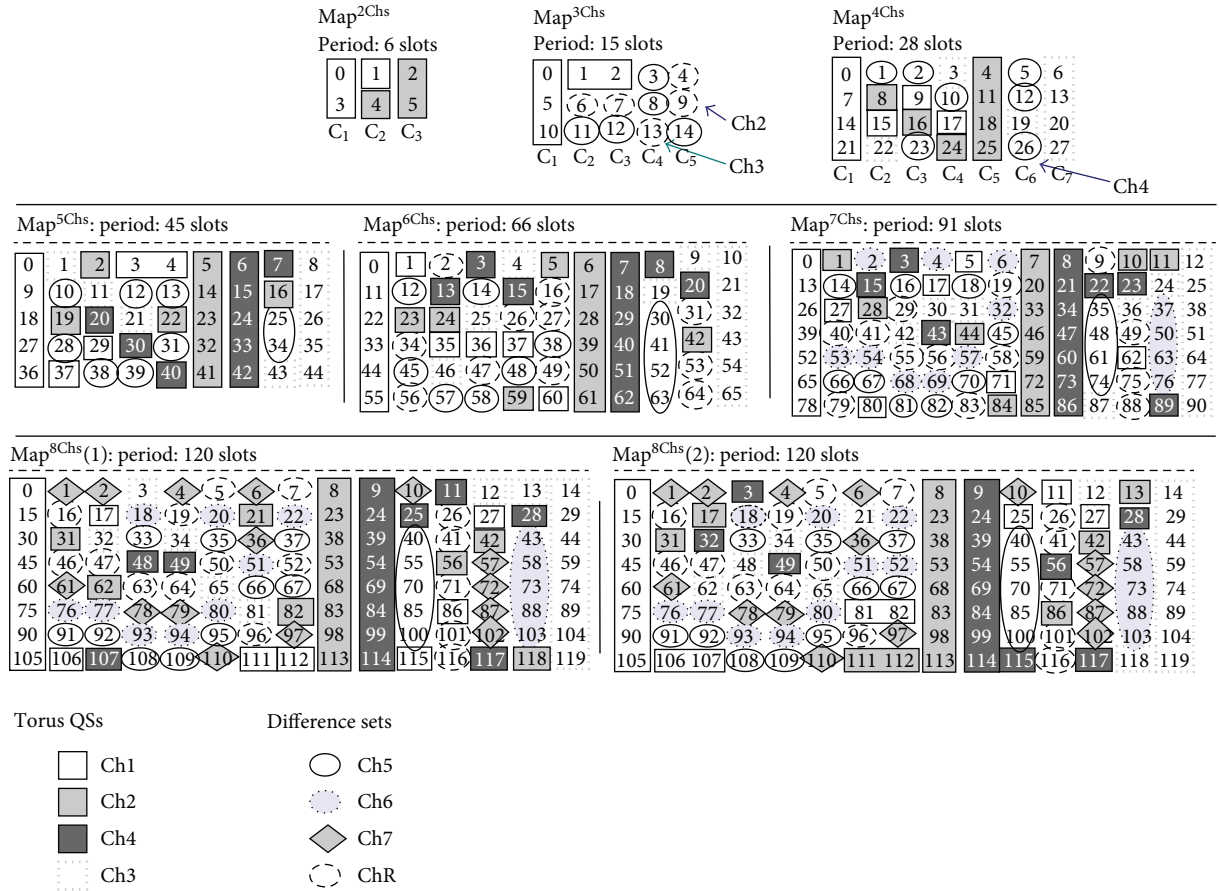 Map2Chs
Period: 6 slots
0 1 2
3 4 5
C1 C2 C3
Map3Chs
Period: 15 slots
0 1 2 3 4
5 6 7 8 9
10 11 12 13 14
C1 C2 C3 C4 C5
Ch2
Ch3
Map4Chs
Period: 28 slots
0 1 2 3 4 5 6
7 8 9 10 11 12 13
14 15 16 17 18 19 20
21 22 23 24 25 26 27
C1 C2 C3 C4 C5 C6 C7
Ch4
Map5Chs: period: 45 slots
0 1 2 3 4 5 6 7 8
9 10 11 12 13 14 15 16 17
18 19 20 21 22 23 24 25 26
27 28 29 30 31 32 33 34 35
36 37 38 39 40 41 42 43 44
Map6Chs: period: 66 slots
0 1 2 3 4 5 6 7 8 9 10
11 12 13 14 15 16 17 18 19 20 21
22 23 24 25 26 27 28 29 30 31 32
33 34 35 36 37 38 39 40 41 42 43
44 45 46 47 48 49 50 51 52 53 54
55 56 57 58 59 60 61 62 63 64 65
Map7Chs: period: 91 slots
0 1 2 3 4 5 6 7 8 9 10 11 12
13 14 15 16 17 18 19 20 21 22 23 24 25
26 27 28 29 30 31 32 33 34 35 36 37 38
39 40 41 42 43 44 45 46 47 48 49 50 51
52 53 54 55 56 57 58 59 60 61 62 63 64
65 66 67 68 69 70 71 72 73 74 75 76 77
78 79 80 81 82 83 84 85 86 87 88 89 90
Map8Chs(1): period: 120 slots
0 1 2 3 4 5 6 7 8 9 10 11 12 13 14
15 16 17 18 19 20 21 22 23 24 25 26 27 28 29
30 31 32 33 34 35 36 37 38 39 40 41 42 43 44
45 46 47 48 49 50 51 52 53 54 55 56 57 58 59
60 61 62 63 64 65 66 67 68 69 70 71 72 73 74
75 76 77 78 79 80 81 82 83 84 85 86 87 88 89
90 91 92 93 94 95 96 97 98 99 100 101 102 103 104
105 106 107 108 109 110 111 112 113 114 115 116 117 118 119
Map8Chs(2): period: 120 slots
0 1 2 3 4 5 6 7 8 9 10 11 12 13 14
15 16 17 18 19 20 21 22 23 24 25 26 27 28 29
30 31 32 33 34 35 36 37 38 39 40 41 42 43 44
45 46 47 48 49 50 51 52 53 54 55 56 57 58 59
60 61 62 63 64 65 66 67 68 69 70 71 72 73 74
75 76 77 78 79 80 81 82 83 84 85 86 87 88 89
90 91 92 93 94 95 96 97 98 99 100 101 102 103 104
105 106 107 108 109 110 111 112 113 114 115 116 117 118 119
Torus QSs
Ch1
Ch2
Ch4
Ch3
Difference sets
Ch5
Ch6
Ch7
ChR